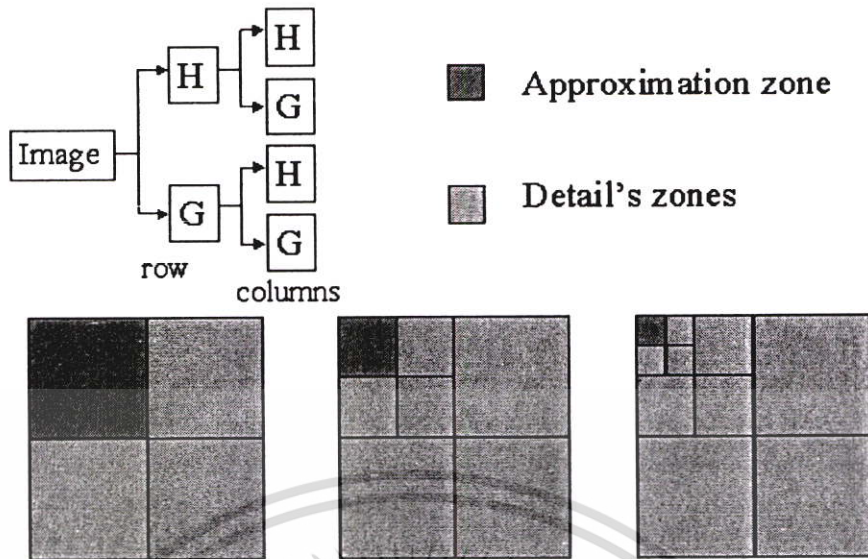 H
H
G
Image
H
G
G
row
columns
Approximation zone
Detail's zones